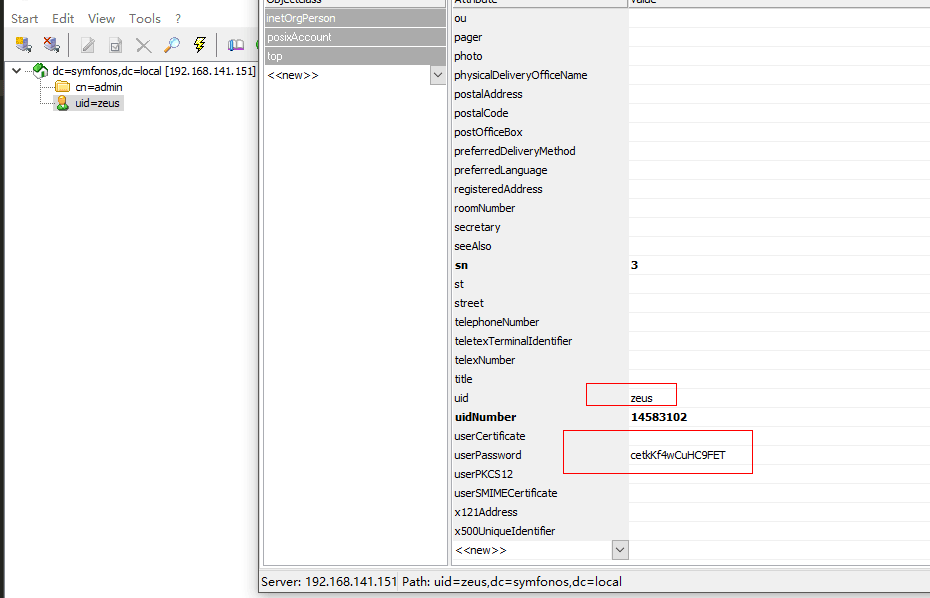 Start Edit View Tools ?
dc=symfonos,dc=local [192.168.141.151]
cn=admin
uid=zeus
objectclass
inetOrgPerson
posixAccount
top
<<new>>
Attribute Value
ou
pager
photo
physicalDeliveryOfficeName
postalAddress
postalCode
postOfficeBox
preferredDeliveryMethod
preferredLanguage
registeredAddress
roomNumber
secretary
seeAlso
sn 3
st
street
telephoneNumber
teletexTerminalIdentifier
telexNumber
title
uid zeus
uidNumber 14583102
userCertificate
userPassword cetkKf4wCuHC9FET
userPKCS12
userSMIMECertificate
x121Address
x500UniqueIdentifier
<<new>>
Server: 192.168.141.151 Path: uid=zeus,dc=symfonos,dc=local